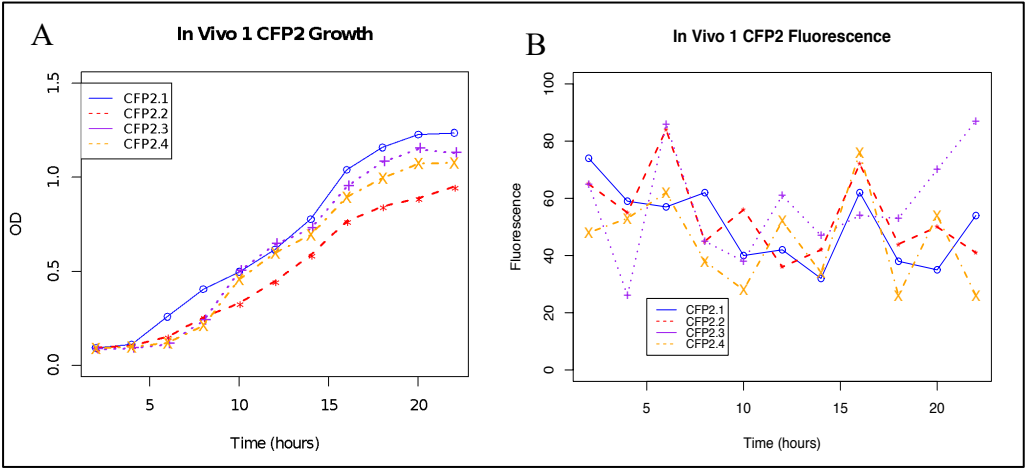 A
In Vivo 1 CFP2 Growth
1.5
1.0
0.5
0.0
OD
CFP2.1
CFP2.2
CFP2.3
CFP2.4
5
10
15
20
Time (hours)
B
In Vivo 1 CFP2 Fluorescence
100
80
60
40
20
0
Fluorescence
CFP2.1
CFP2.2
CFP2.3
CFP2.4
5
10
15
20
Time (hours)